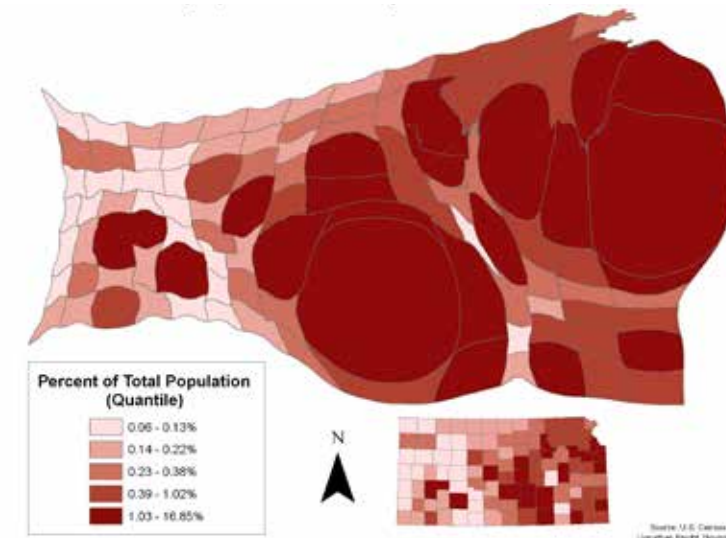 Percent of Total Population
(Quantile)
0.06 - 0.13%
0.14 - 0.22%
0.23 - 0.38%
0.39 - 1.02%
1.03 - 16.85%
N
Source: U.S. Census